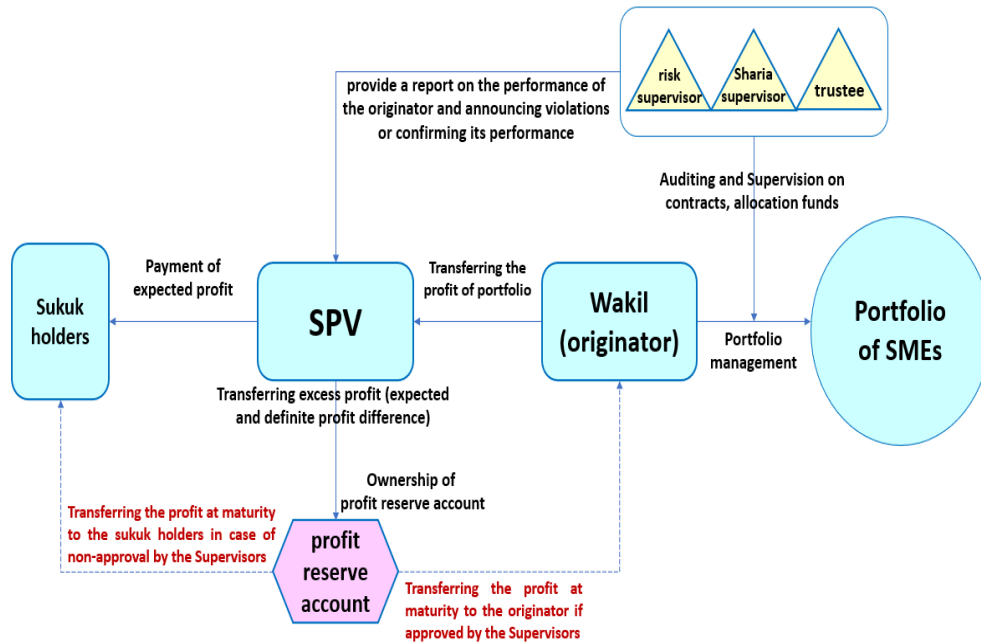 risk
supervisor
Sharia
supervisor
trustee
provide a report on the performance of
the originator and announcing violations
or confirming its performance
Auditing and Supervision on
contracts, allocation funds
Sukuk
holders
Payment of
expected profit
SPV
Transferring the
profit of portfolio
Wakil
(originator)
Portfolio
management
Portfolio
of SMEs
Transferring excess profit (expected
and definite profit difference)
Ownership of
profit reserve account
Transferring the profit at maturity
to the sukuk holders in case of
non-approval by the Supervisors
profit
reserve
account
Transferring the profit at
maturity to the originator if
approved by the Supervisors